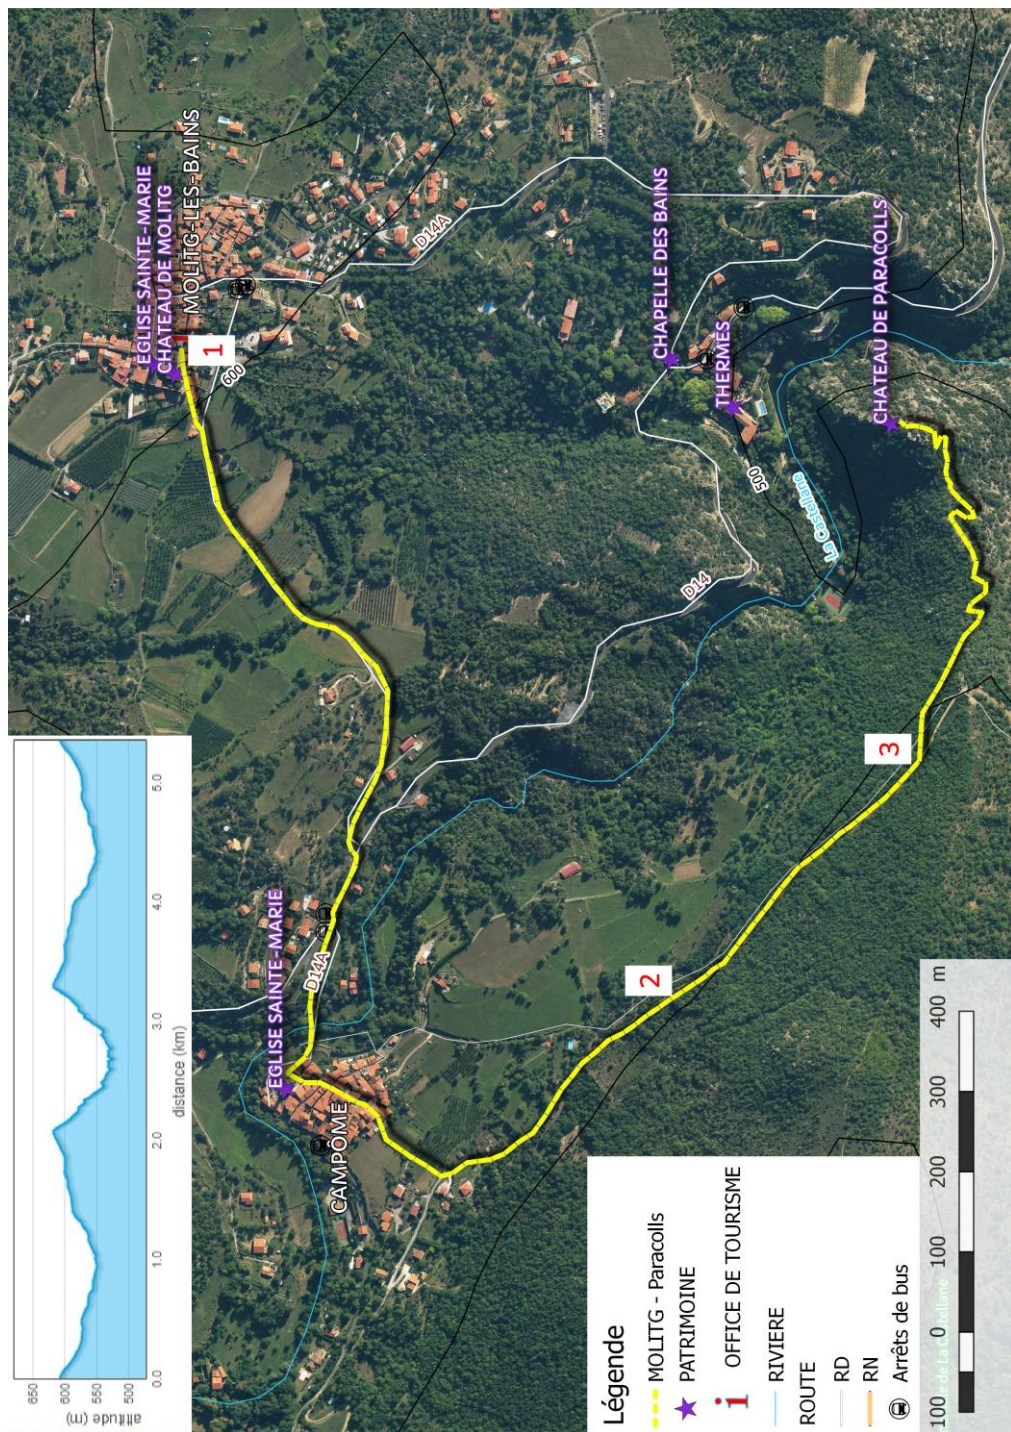 EGLISE SAINTE-MARIE
CHATEAU DE MOLITG
MOLITG-LES-BAINS
1
600
D14A
CHAPELLE DES BAINS
THERMES
CHATEAU DE PARACOLLS
500
La Castellane
D14
3
2
EGLISE SAINTE-MARIE
D14A
CAMPOME
altitude (m)
650
600
550
500
0.0
1.0
2.0
3.0
4.0
5.0
distance (km)
Légende
MOLITG - Paracolls
PATRIMOINE
i OFFICE DE TOURISME
RIVIERE
ROUTE
RD
RN
Arrêts de bus
100 0 100 200 300 400 m
de La Castellane